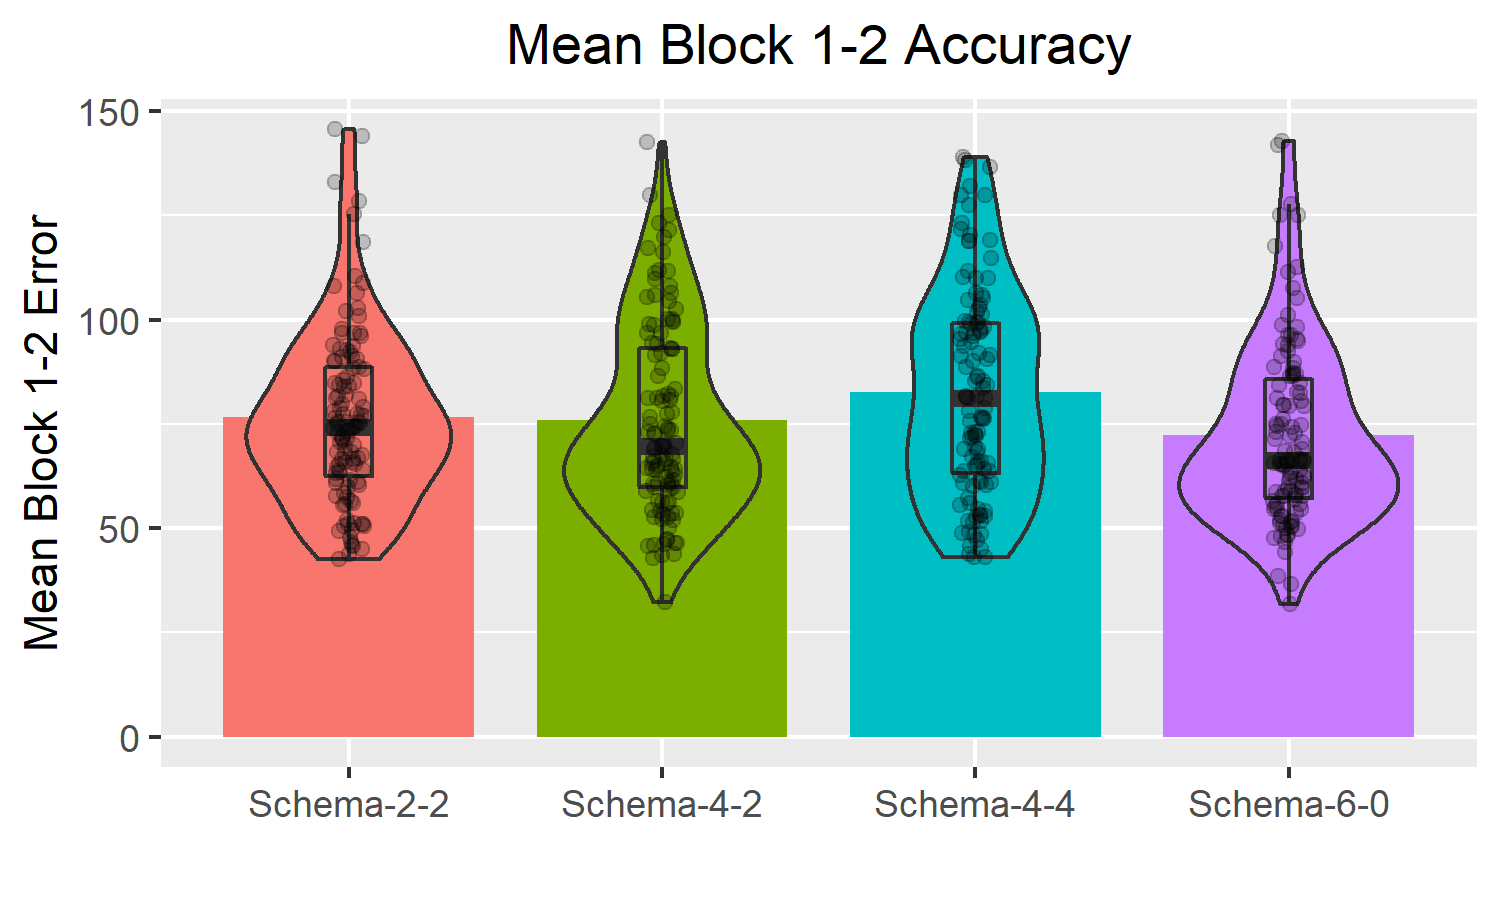 Mean Block 1-2 Accuracy
Mean Block 1-2 Error
150
100
50
0
Schema-2-2
Schema-4-2
Schema-4-4
Schema-6-0